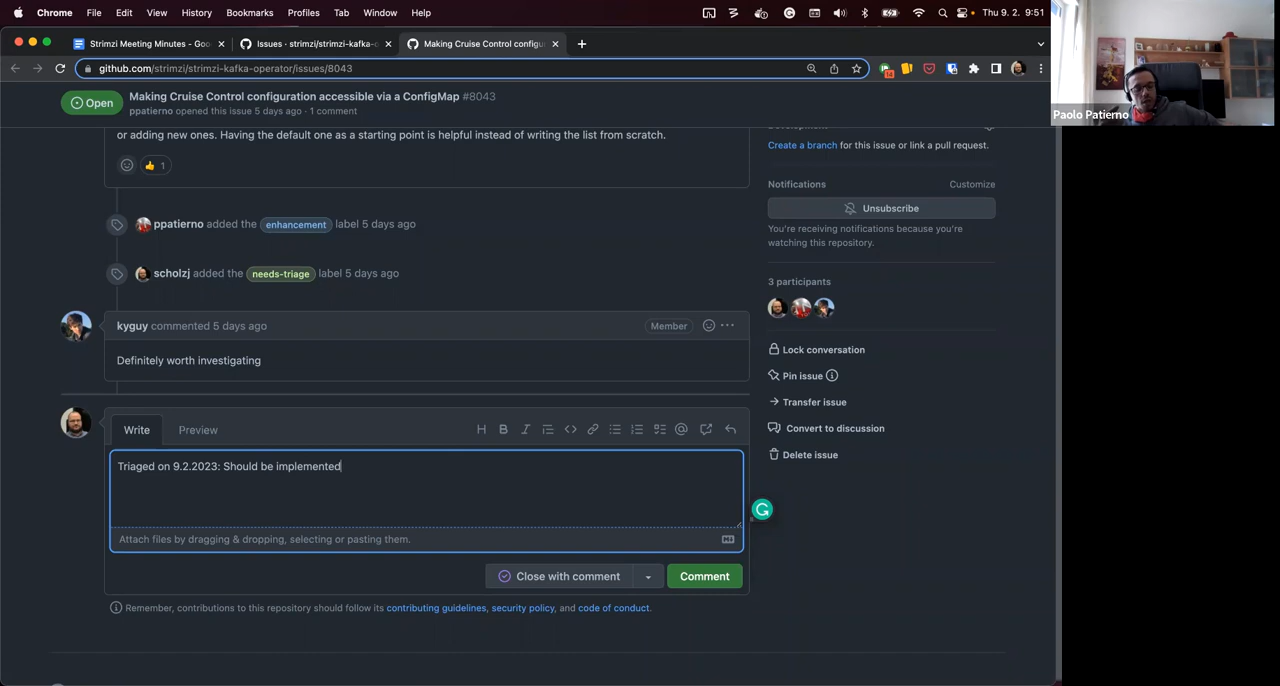 Chrome File Edit View History Bookmarks Profiles Tab Window Help Thu 9. 2. 9:51
Strimzi Meeting Minutes - Goo
Issues · strimzi/strimzi-kafka-o
Making Cruise Control configu
github.com/strimzi/strimzi-kafka-operator/issues/8043
14
Paolo Patierno
Open
Making Cruise Control configuration accessible via a ConfigMap #8043
ppatierno opened this issue 5 days ago · 1 comment
or adding new ones. Having the default one as a starting point is helpful instead of writing the list from scratch.
👍 1
ppatierno added the enhancement label 5 days ago
scholzj added the needs-triage label 5 days ago
kyguy commented 5 days ago Member
Definitely worth investigating
Write Preview
Triaged on 9.2.2023: Should be implemented
Attach files by dragging & dropping, selecting or pasting them.
Close with comment Comment
Remember, contributions to this repository should follow its contributing guidelines, security policy, and code of conduct.
Create a branch for this issue or link a pull request.
Notifications Customize
Unsubscribe
You're receiving notifications because you're
watching this repository.
3 participants
Lock conversation
Pin issue
Transfer issue
Convert to discussion
Delete issue